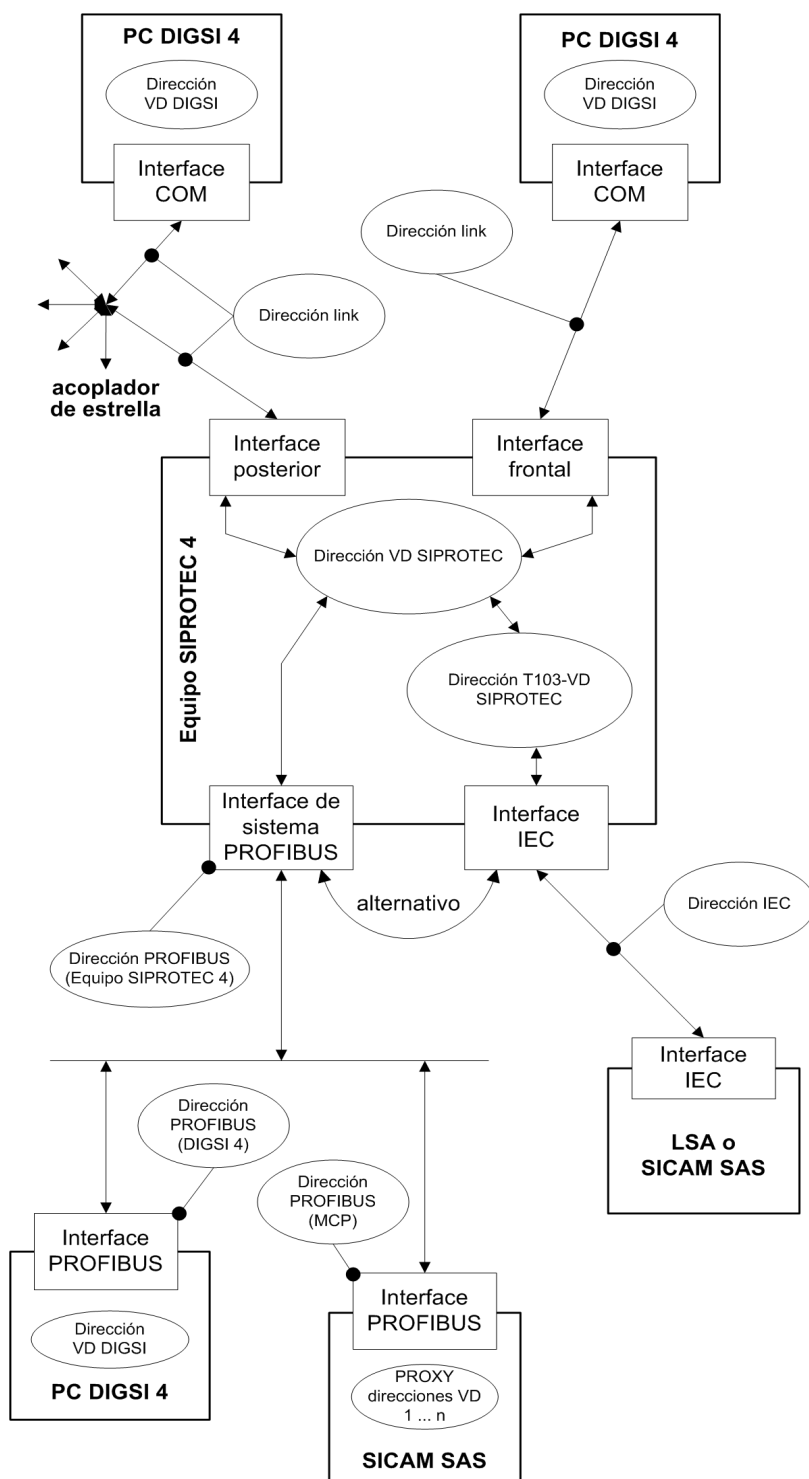 PC DIGSI 4
Dirección
VD DIGSI
Interface
COM
PC DIGSI 4
Dirección
VD DIGSI
Interface
COM
Dirección link
Dirección link
acoplador
de estrella
Interface
posterior
Interface
frontal
Equipo SIPROTEC 4
Dirección VD SIPROTEC
Dirección T103-VD
SIPROTEC
Interface de
sistema
PROFIBUS
Interface
IEC
alternativo
Dirección IEC
Dirección PROFIBUS
(Equipo SIPROTEC 4)
Interface
IEC
LSA o
SICAM SAS
Dirección
PROFIBUS
(DIGSI 4)
Dirección
PROFIBUS
(MCP)
Interface
PROFIBUS
Dirección
VD DIGSI
PC DIGSI 4
Interface
PROFIBUS
PROXY
direcciones VD
1 ... n
SICAM SAS